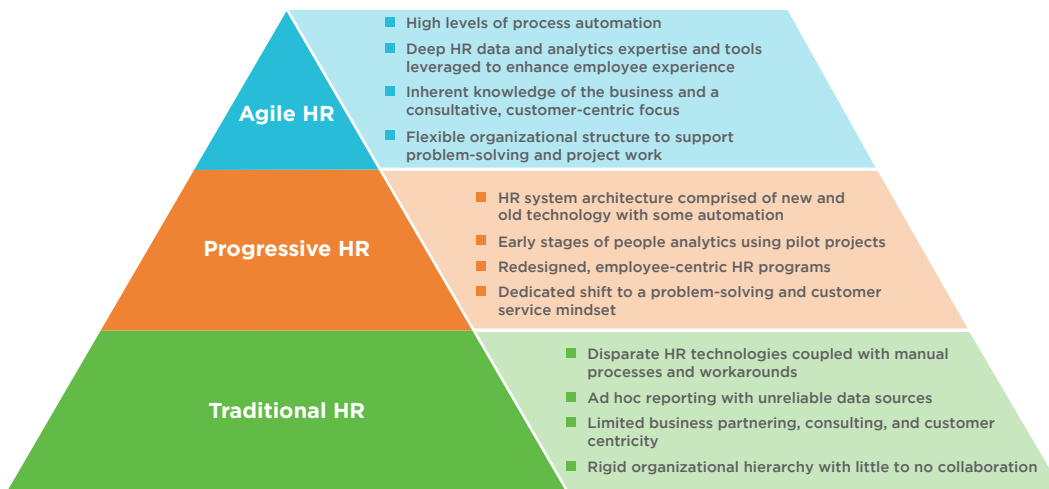 High levels of process automation
Deep HR data and analytics expertise and tools
leveraged to enhance employee experience
Inherent knowledge of the business and a
consultative, customer-centric focus
Agile HR
Flexible organizational structure to support
problem-solving and project work
HR system architecture comprised of new and
old technology with some automation
Early stages of people analytics using pilot projects
Progressive HR
Redesigned, employee-centric HR programs
Dedicated shift to a problem-solving and customer
service mindset
Disparate HR technologies coupled with manual
processes and workarounds
Ad hoc reporting with unreliable data sources
Traditional HR
Limited business partnering, consulting, and customer
centricity
Rigid organizational hierarchy with little to no collaboration